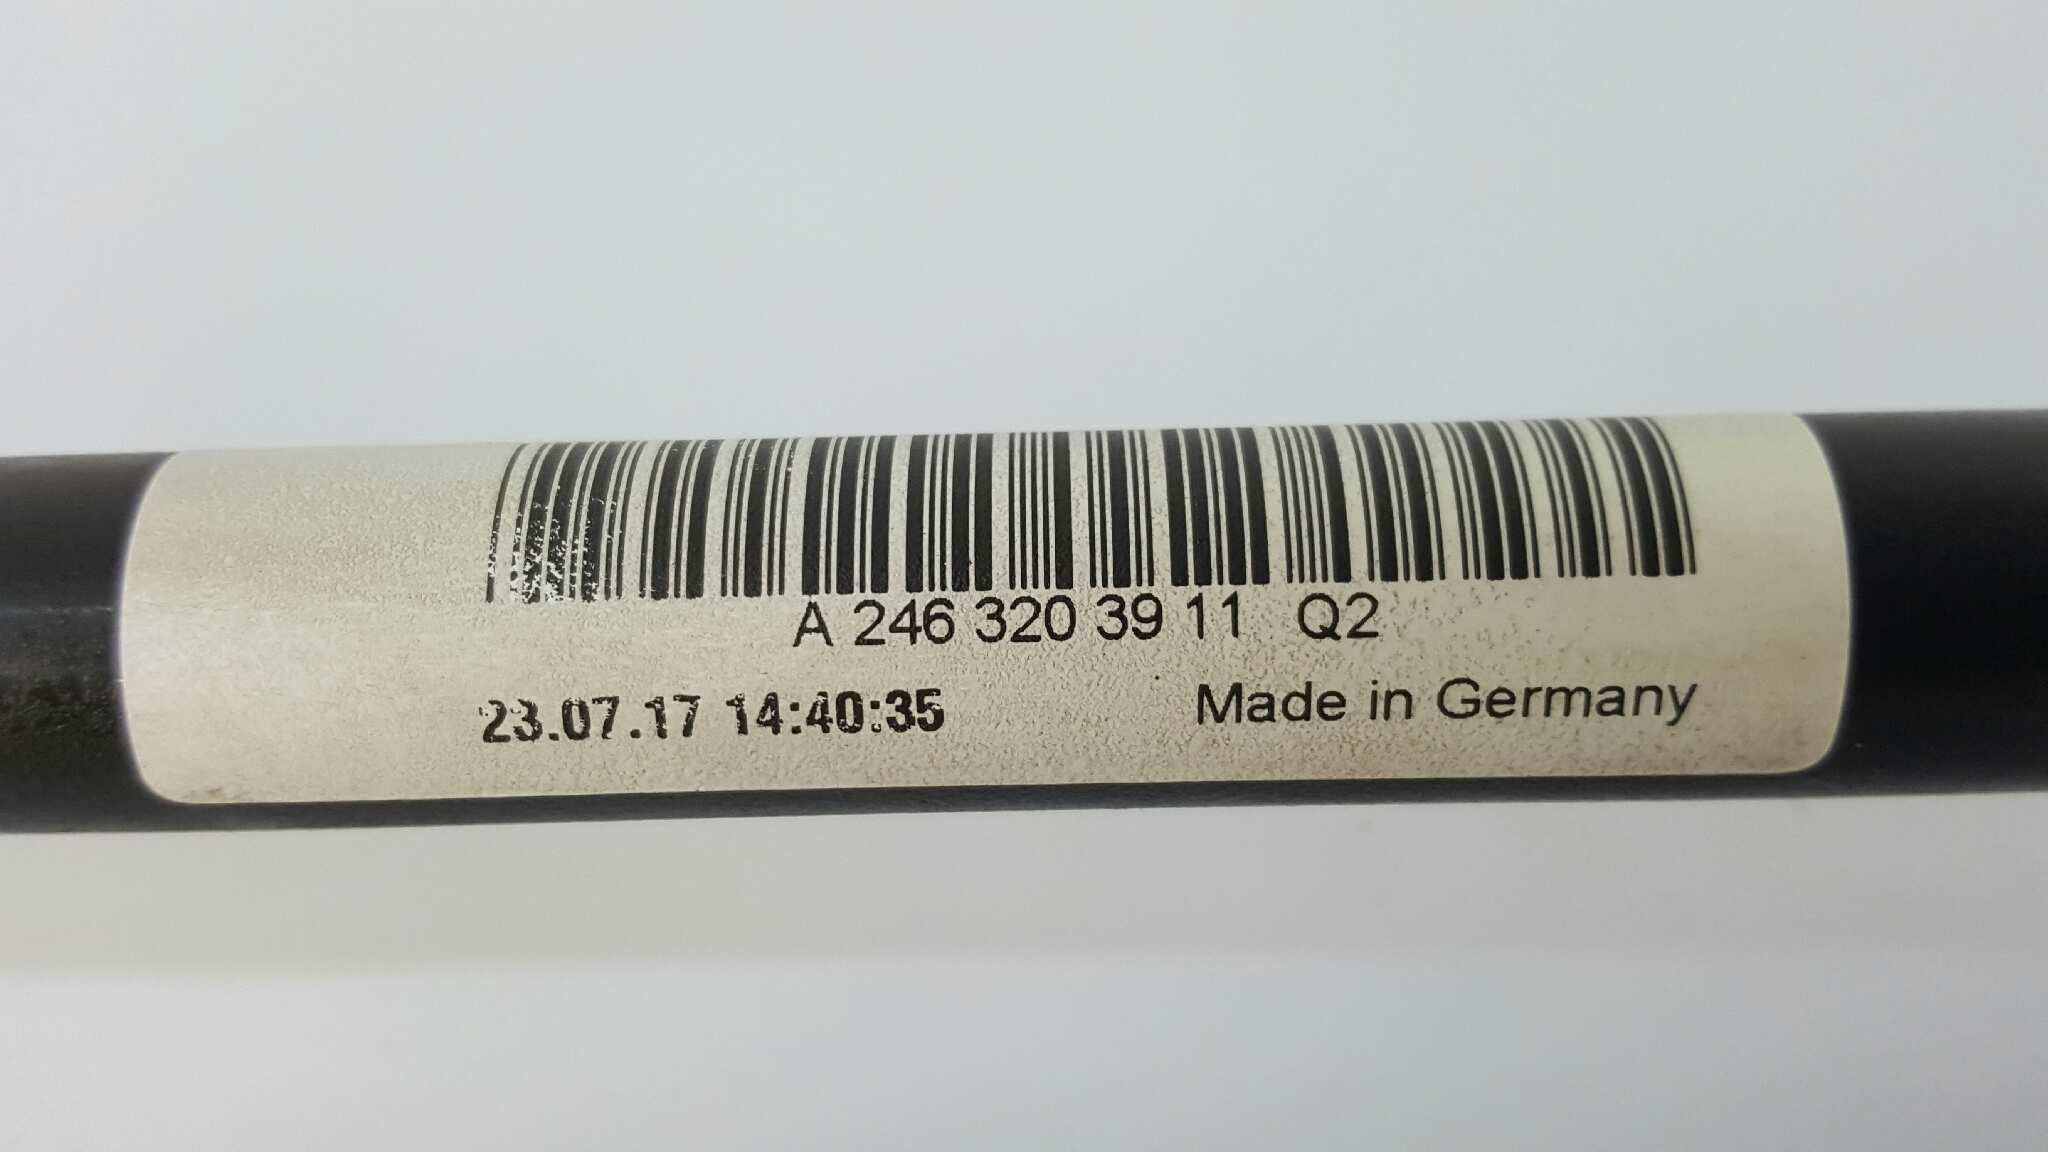 A 246 320 39 11 Q2
23.07.17 14:40:35 Made in Germany